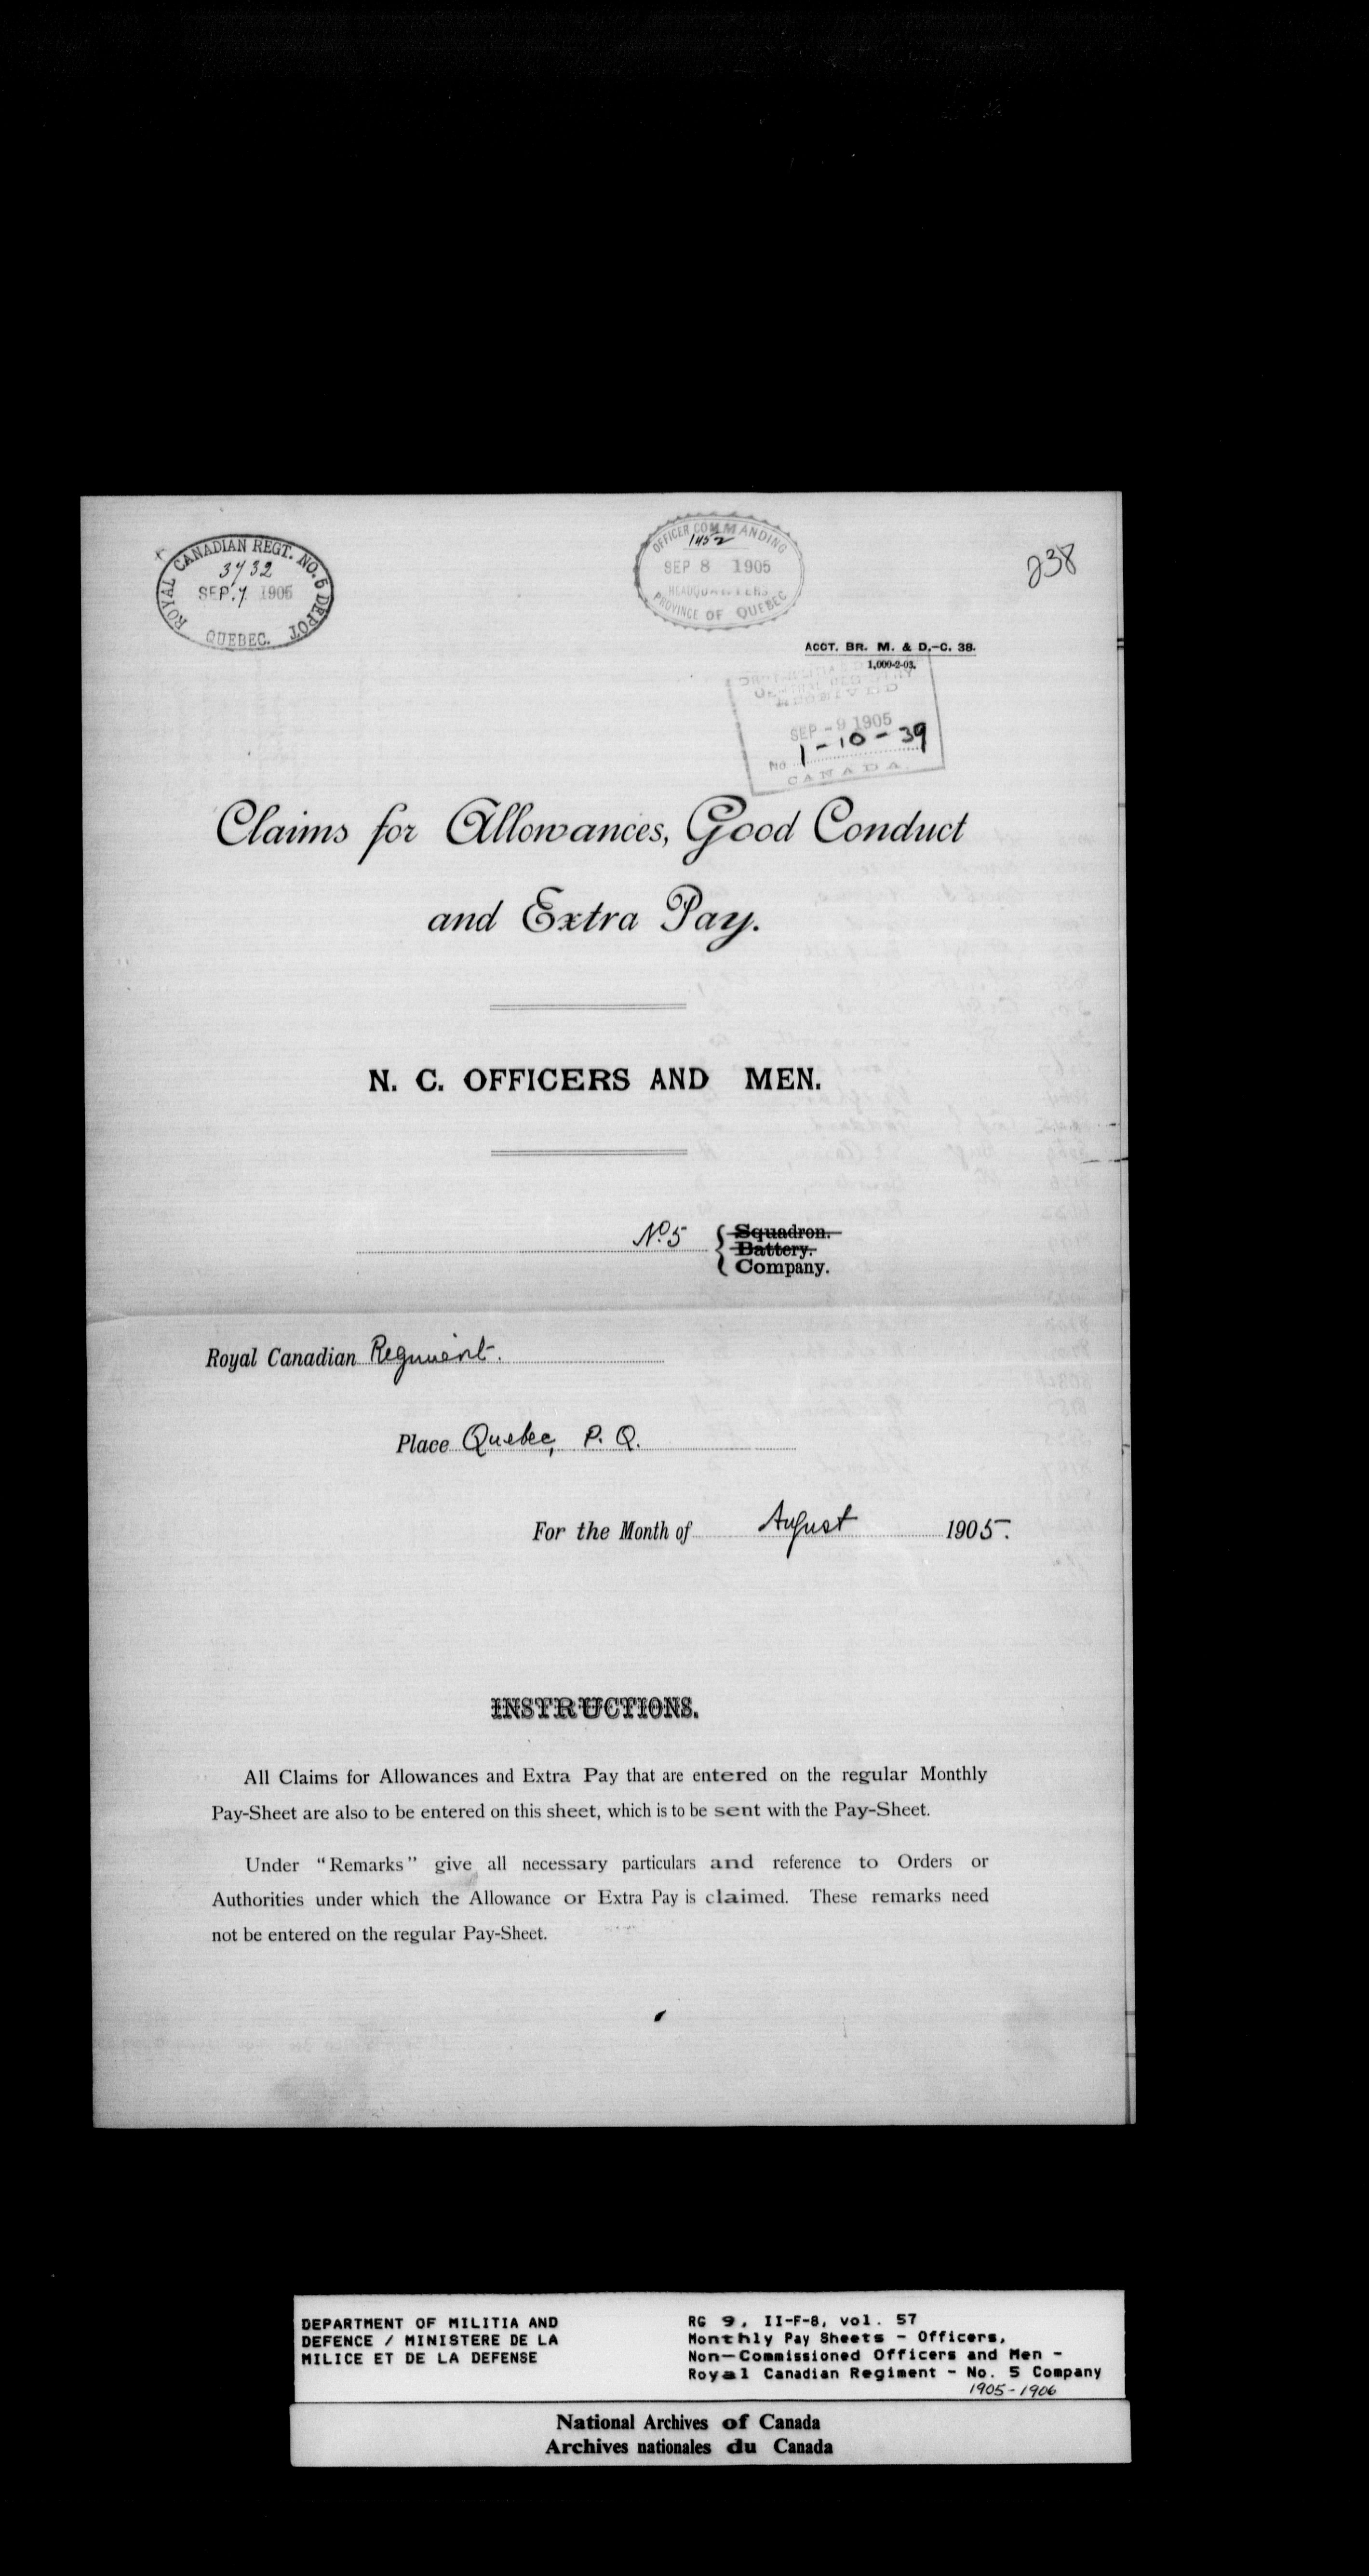 ROYAL CANADIAN REGT. NO. 5 DEPOT
3732
SEP. 7 1905
QUEBEC.
OFFICER COMMANDING
1452
SEP 8 1905
HEADQUARTERS
PROVINCE OF QUEBEC
238
ACCT. BR. M. & D.-C. 38.
1,000-2-03.
RECEIVED
SEP -9 1905
No. 1-10-39
CANADA.
Claims for Allowances, Good Conduct
and Extra Pay.
N. C. OFFICERS AND MEN.
No. 5 { Squadron.
Battery.
Company.
Royal Canadian Regiment.
Place Quebec, P. Q.
For the Month of August 1905.
INSTRUCTIONS.
All Claims for Allowances and Extra Pay that are entered on the regular Monthly
Pay-Sheet are also to be entered on this sheet, which is to be sent with the Pay-Sheet.
Under "Remarks" give all necessary particulars and reference to Orders or
Authorities under which the Allowance or Extra Pay is claimed. These remarks need
not be entered on the regular Pay-Sheet.
DEPARTMENT OF MILITIA AND
DEFENCE / MINISTERE DE LA
MILICE ET DE LA DEFENSE
RG 9, II-F-8, vol. 57
Monthly Pay Sheets - Officers,
Non-Commissioned Officers and Men -
Royal Canadian Regiment - No. 5 Company
1905-1906
National Archives of Canada
Archives nationales du Canada